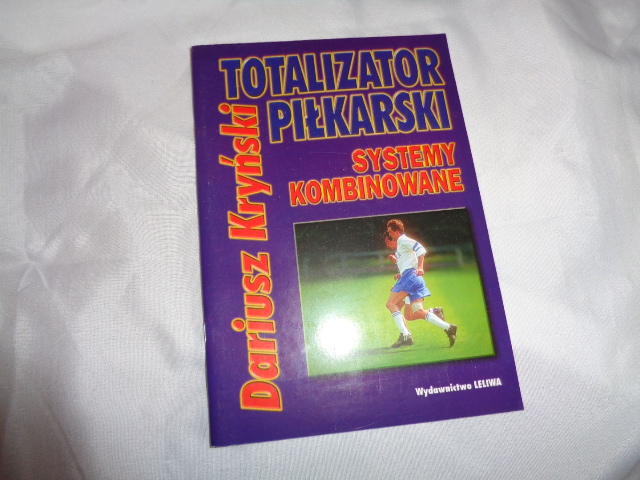 TOTALIZATOR
PIŁKARSKI
Dariusz Kryński
SYSTEMY
KOMBINOWANE
Wydawnictwo LELIWA